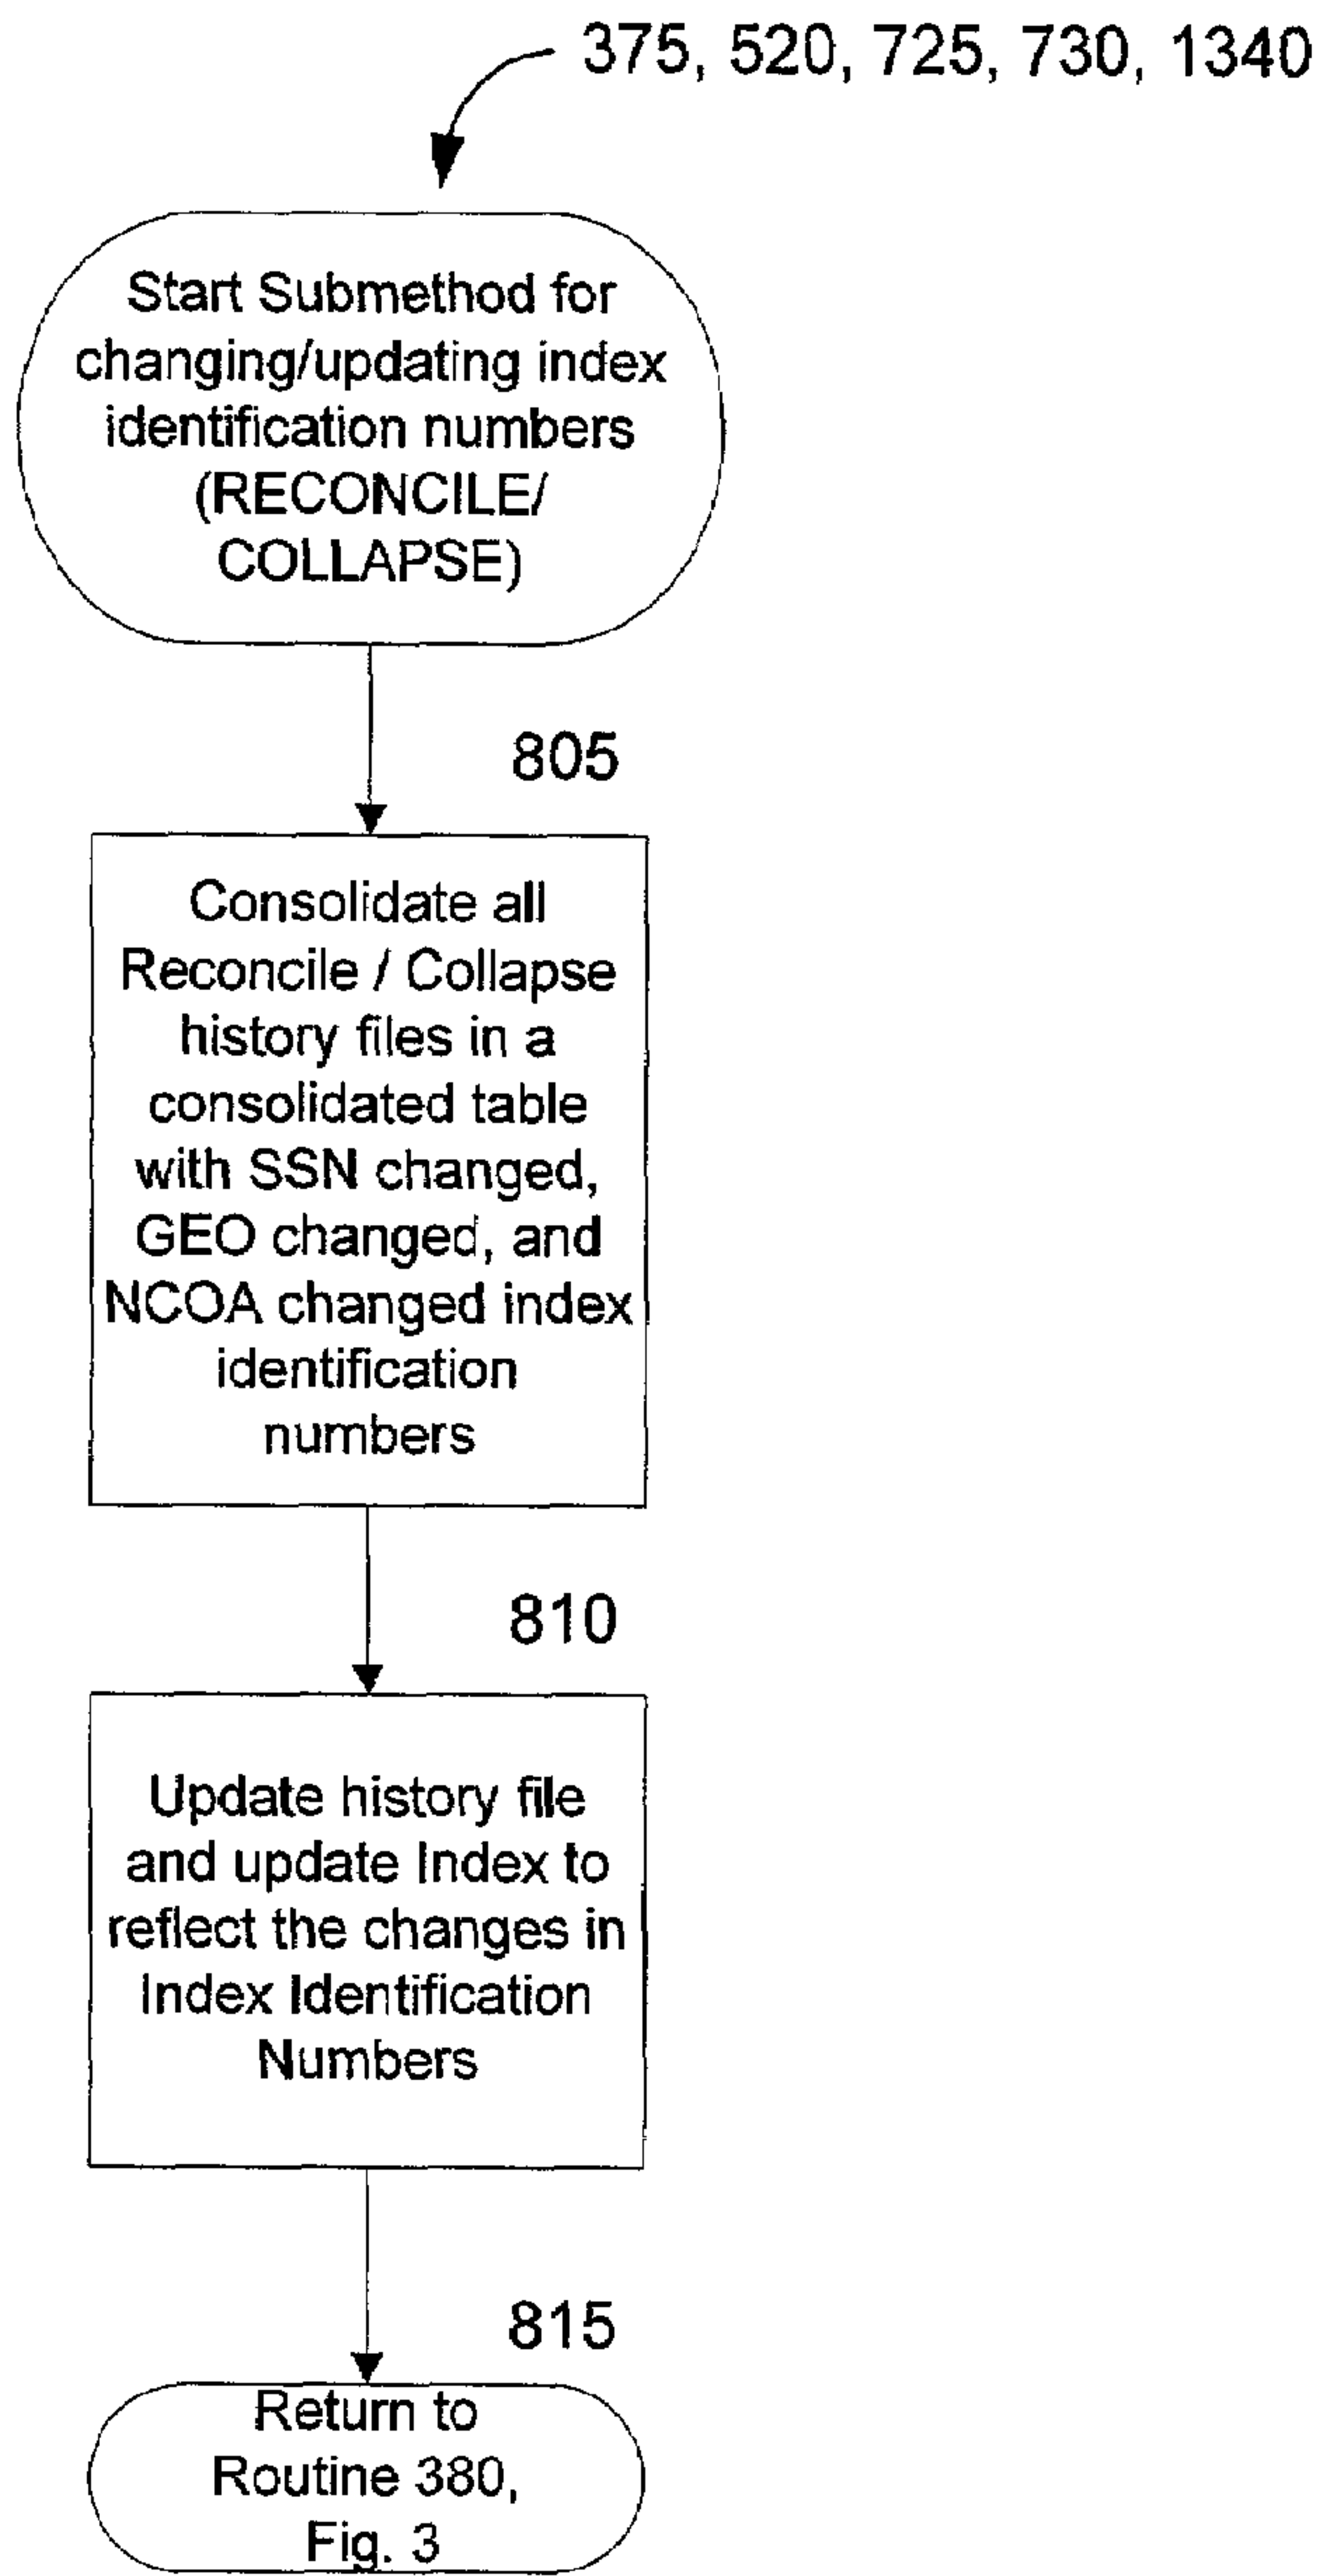 375, 520, 725, 730, 1340
Start Submethod for
changing/updating index
identification numbers
(RECONCILE/
COLLAPSE)
805
Consolidate all
Reconcile / Collapse
history files in a
consolidated table
with SSN changed,
GEO changed, and
NCOA changed index
identification
numbers
810
Update history file
and update Index to
reflect the changes in
Index Identification
Numbers
815
Return to
Routine 380,
Fig. 3